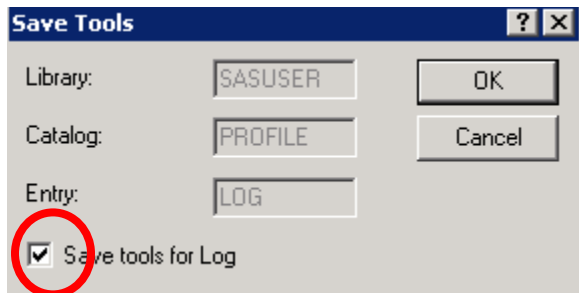 Save Tools ? X
Library: SASUSER OK
Catalog: PROFILE Cancel
Entry: LOG
Save tools for Log